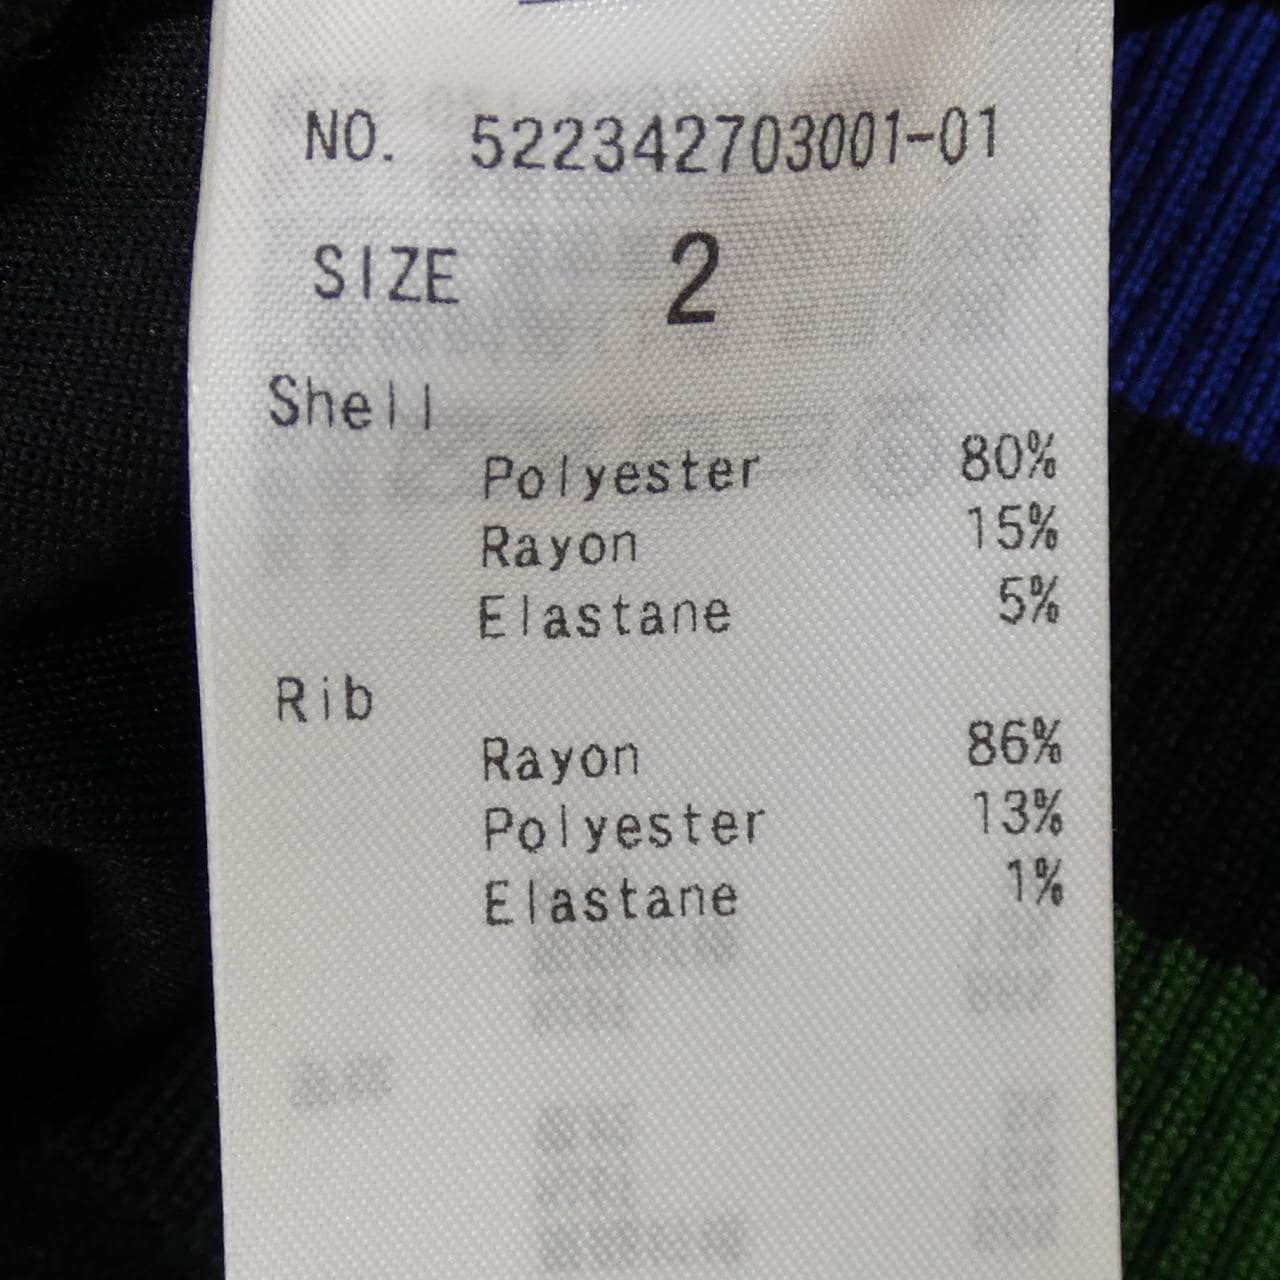 NO. 522342703001-01
SIZE 2
Shell
Polyester 80%
Rayon 15%
Elastane 5%
Rib
Rayon 86%
Polyester 13%
Elastane 1%